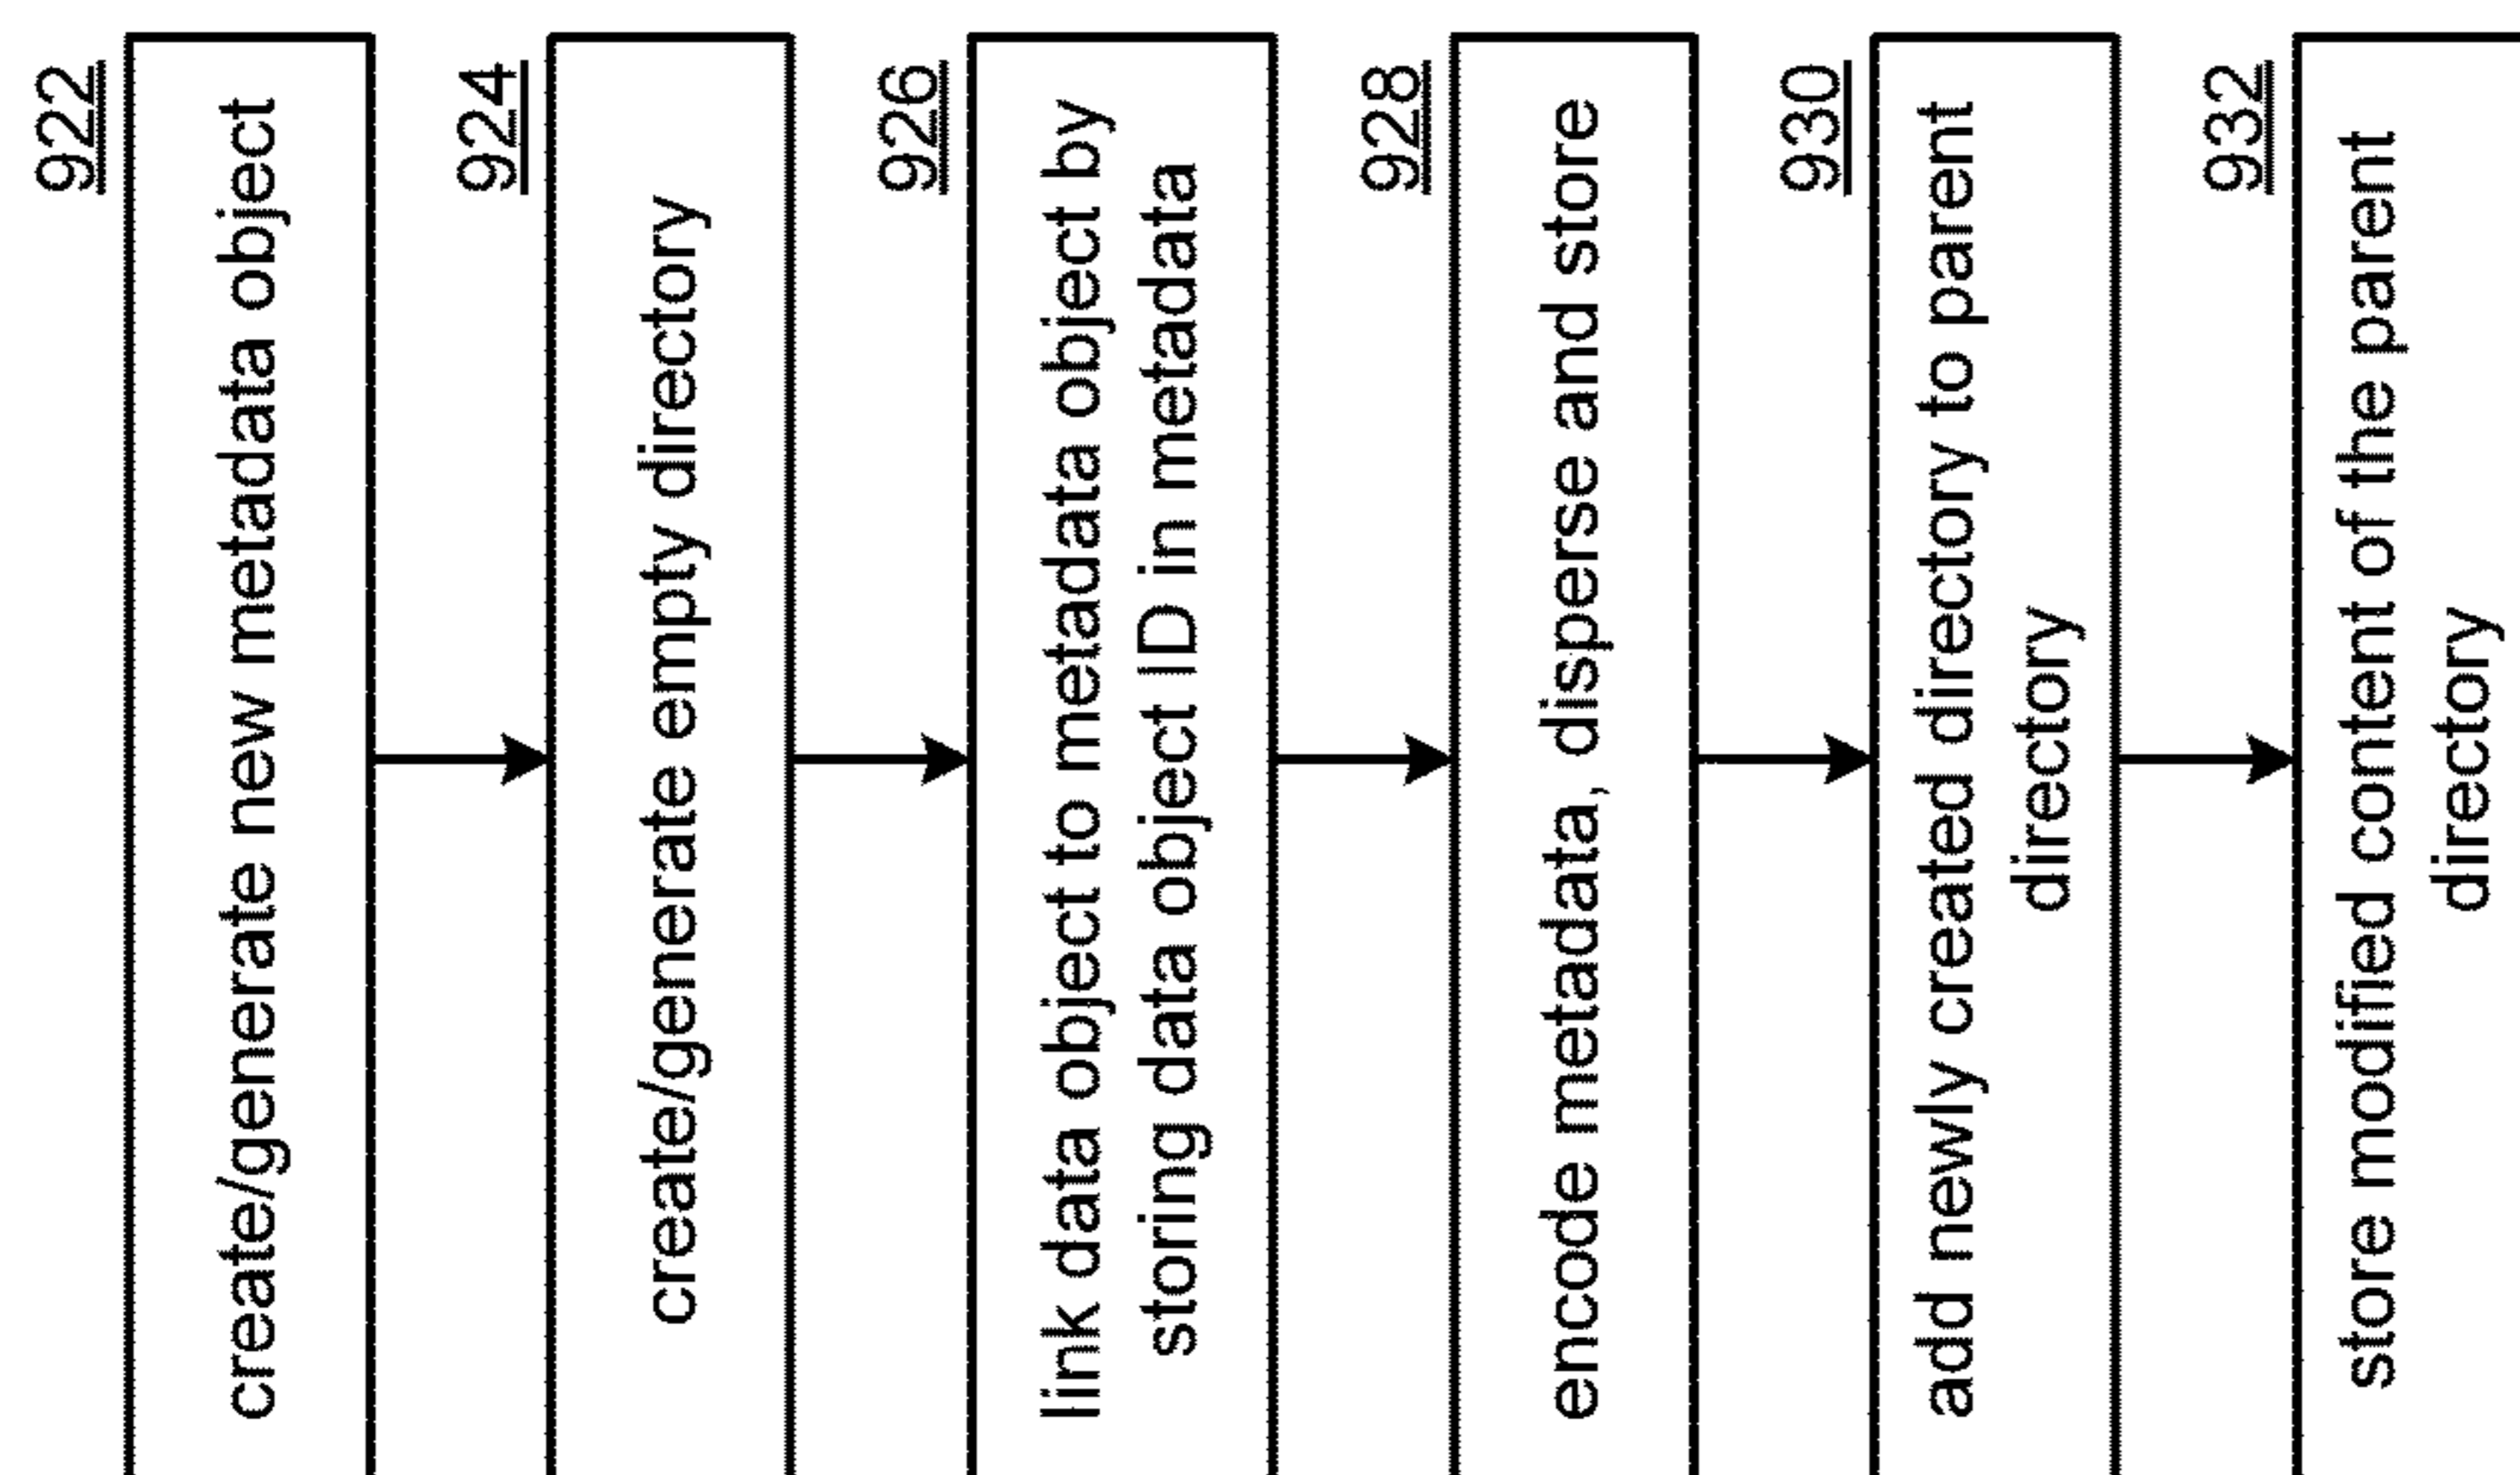 922
create/generate new metadata object
924
create/generate empty directory
926
link data object to metadata object by
storing data object ID in metadata
928
encode metadata, disperse and store
930
add newly created directory to parent
directory
932
store modified content of the parent
directory